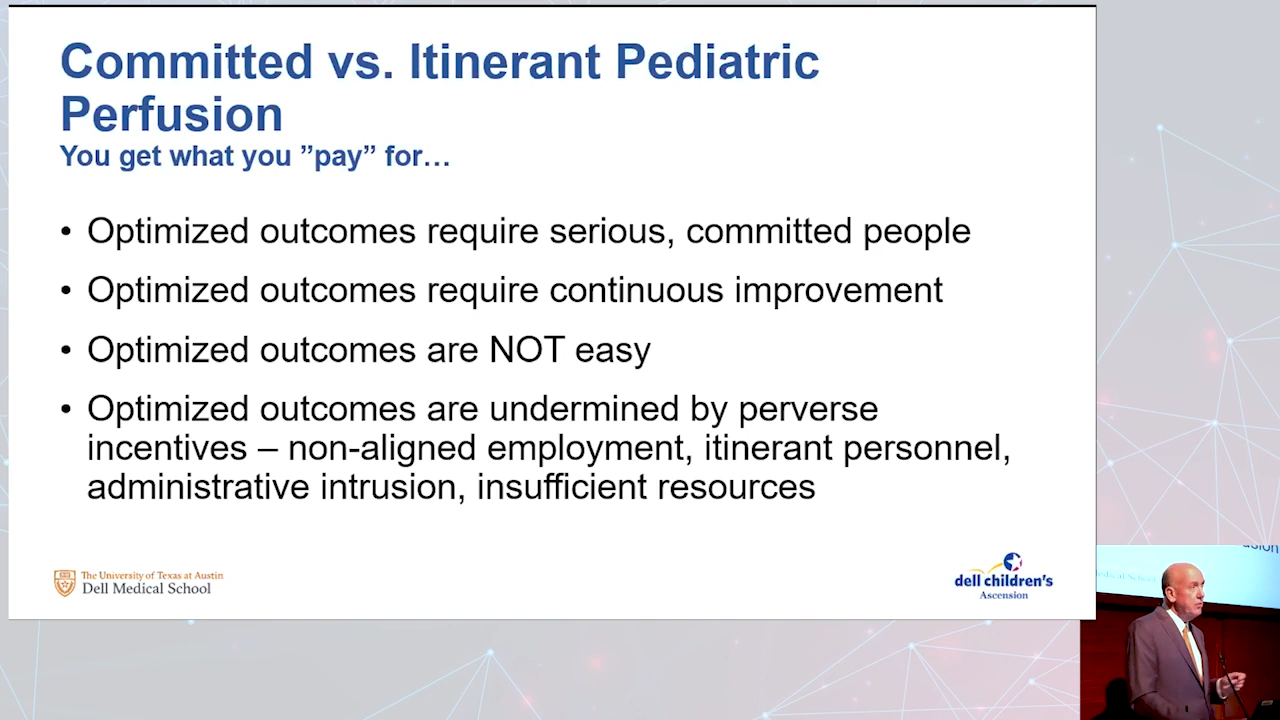 Committed vs. Itinerant Pediatric
Perfusion
You get what you ”pay” for…
• Optimized outcomes require serious, committed people
• Optimized outcomes require continuous improvement
• Optimized outcomes are NOT easy
• Optimized outcomes are undermined by perverse
incentives – non-aligned employment, itinerant personnel,
administrative intrusion, insufficient resources
The University of Texas at Austin
Dell Medical School
dell children's
Ascension